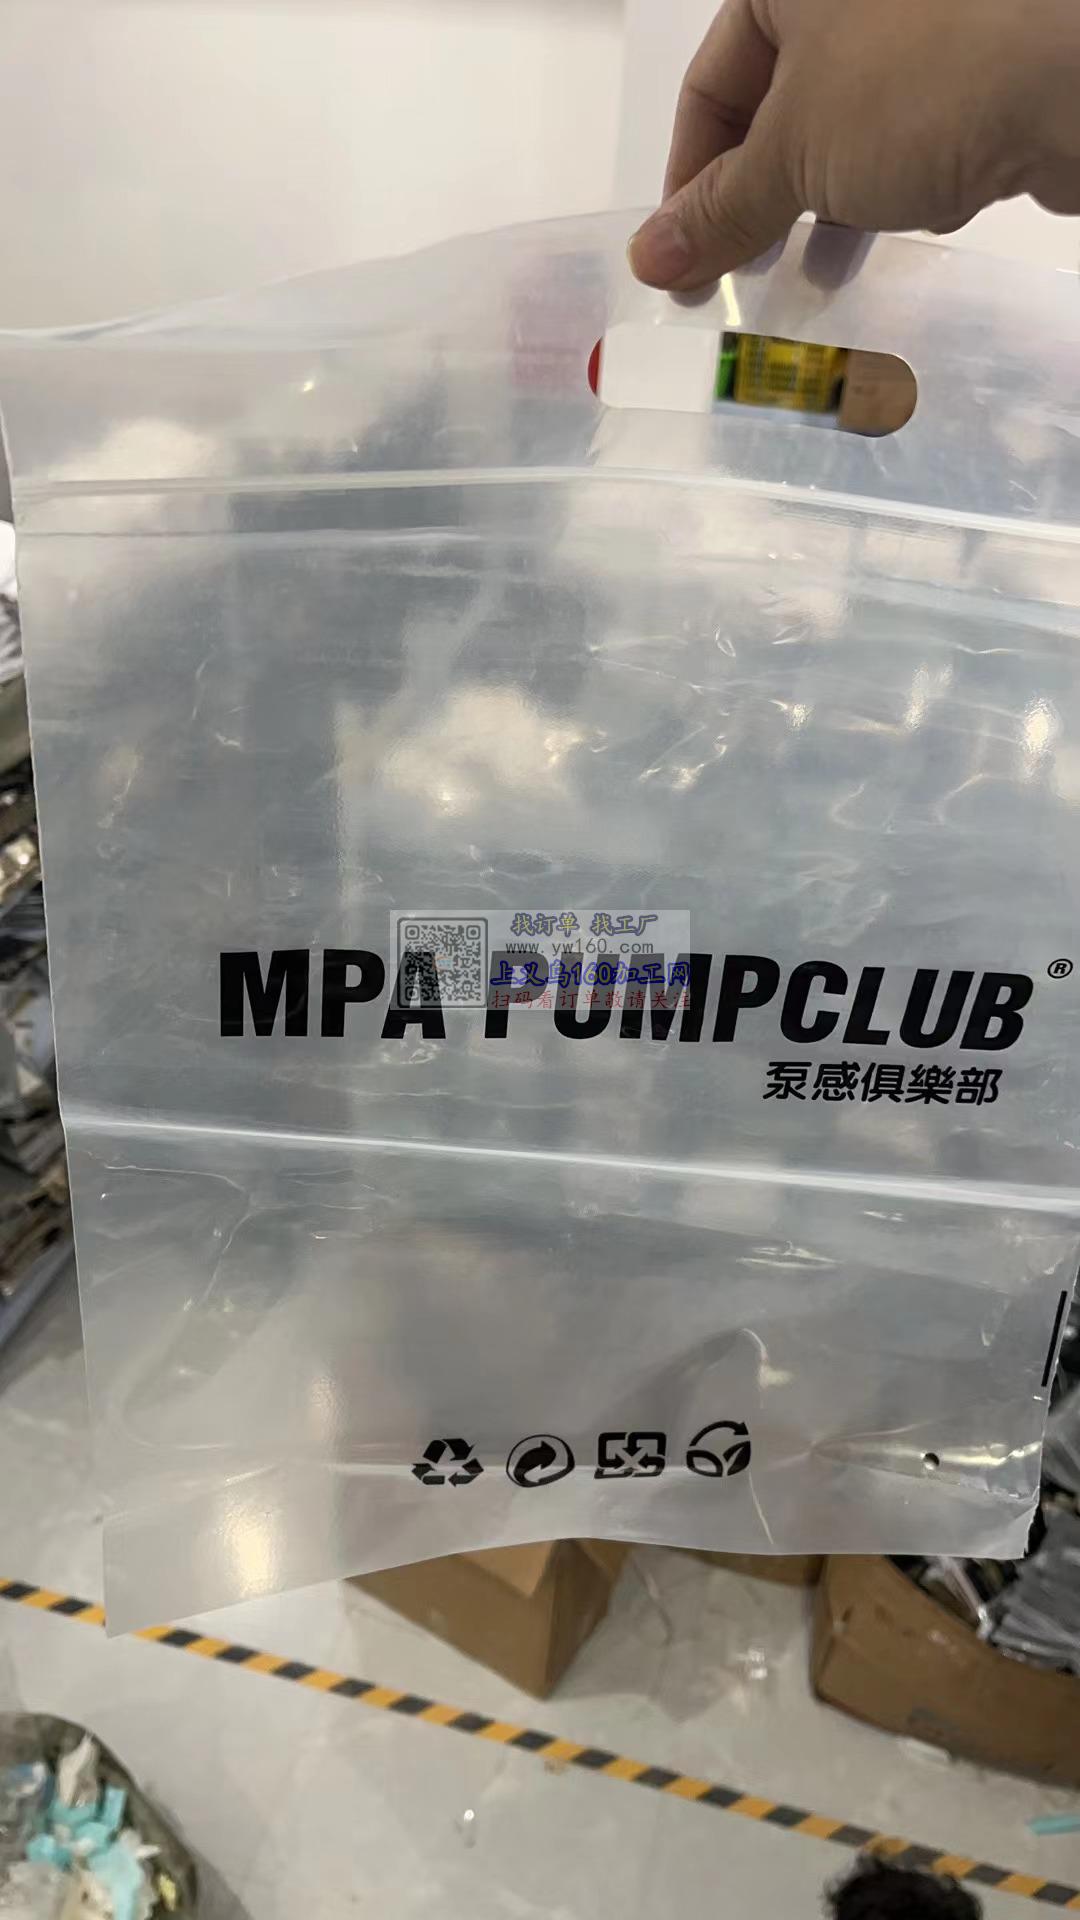 找订单 找工厂
www.yw160.com
上义乌160加工网
扫码看订单敬请关注
MPA PUMPCLUB®
泵感俱樂部